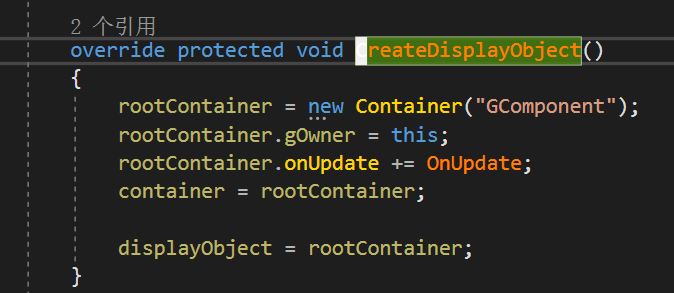 2 个引用
override protected void CreateDisplayObject()
{
rootContainer = new Container("GComponent");
rootContainer.gOwner = this;
rootContainer.onUpdate += OnUpdate;
container = rootContainer;
displayObject = rootContainer;
}